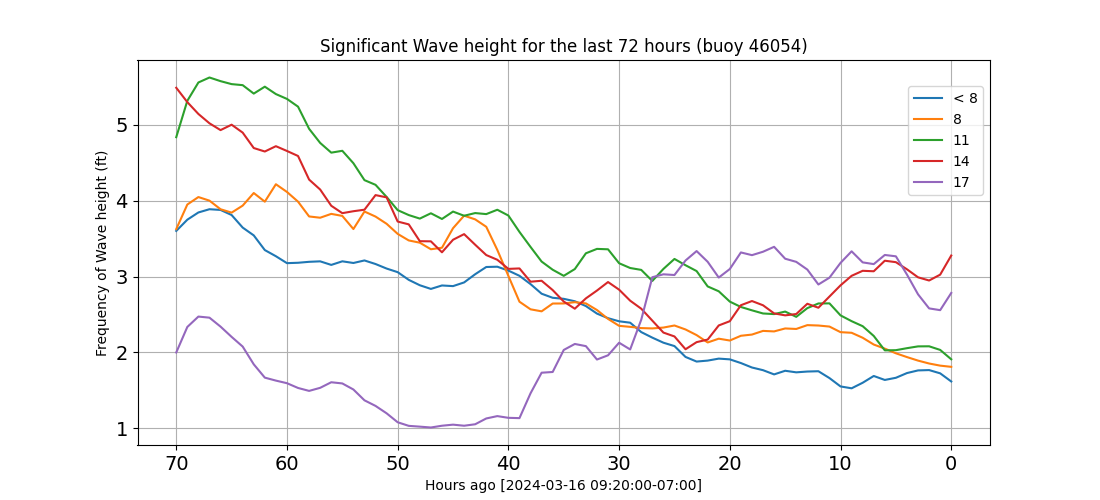 Significant Wave height for the last 72 hours (buoy 46054)
Frequency of Wave height (ft)
5
4
3
2
1
< 8
8
11
14
17
70 60 50 40 30 20 10 0
Hours ago [2024-03-16 09:20:00-07:00]